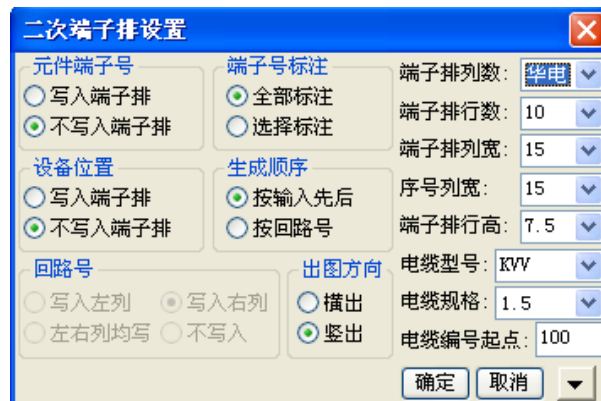 二次端子排设置
元件端子号
写入端子排
不写入端子排
端子号标注
全部标注
选择标注
设备位置
写入端子排
不写入端子排
生成顺序
按输入先后
按回路号
回路号
写入左列 写入右列
左右列均写 不写入
出图方向
横出
竖出
端子排列数: 华电
端子排行数: 10
端子排列宽: 15
序号列宽: 15
端子排行高: 7.5
电缆型号: KVV
电缆规格: 1.5
电缆编号起点: 100
确定 取消